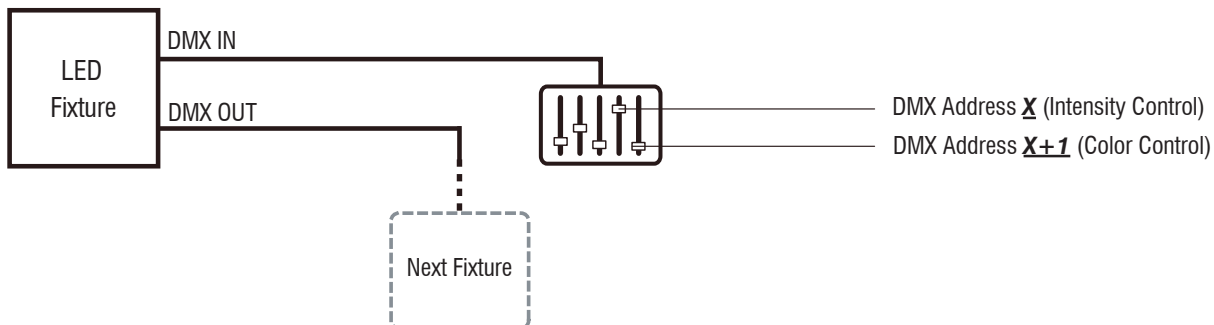 DMX IN
LED
Fixture
DMX OUT
DMX Address X (Intensity Control)
DMX Address X+1 (Color Control)
Next Fixture